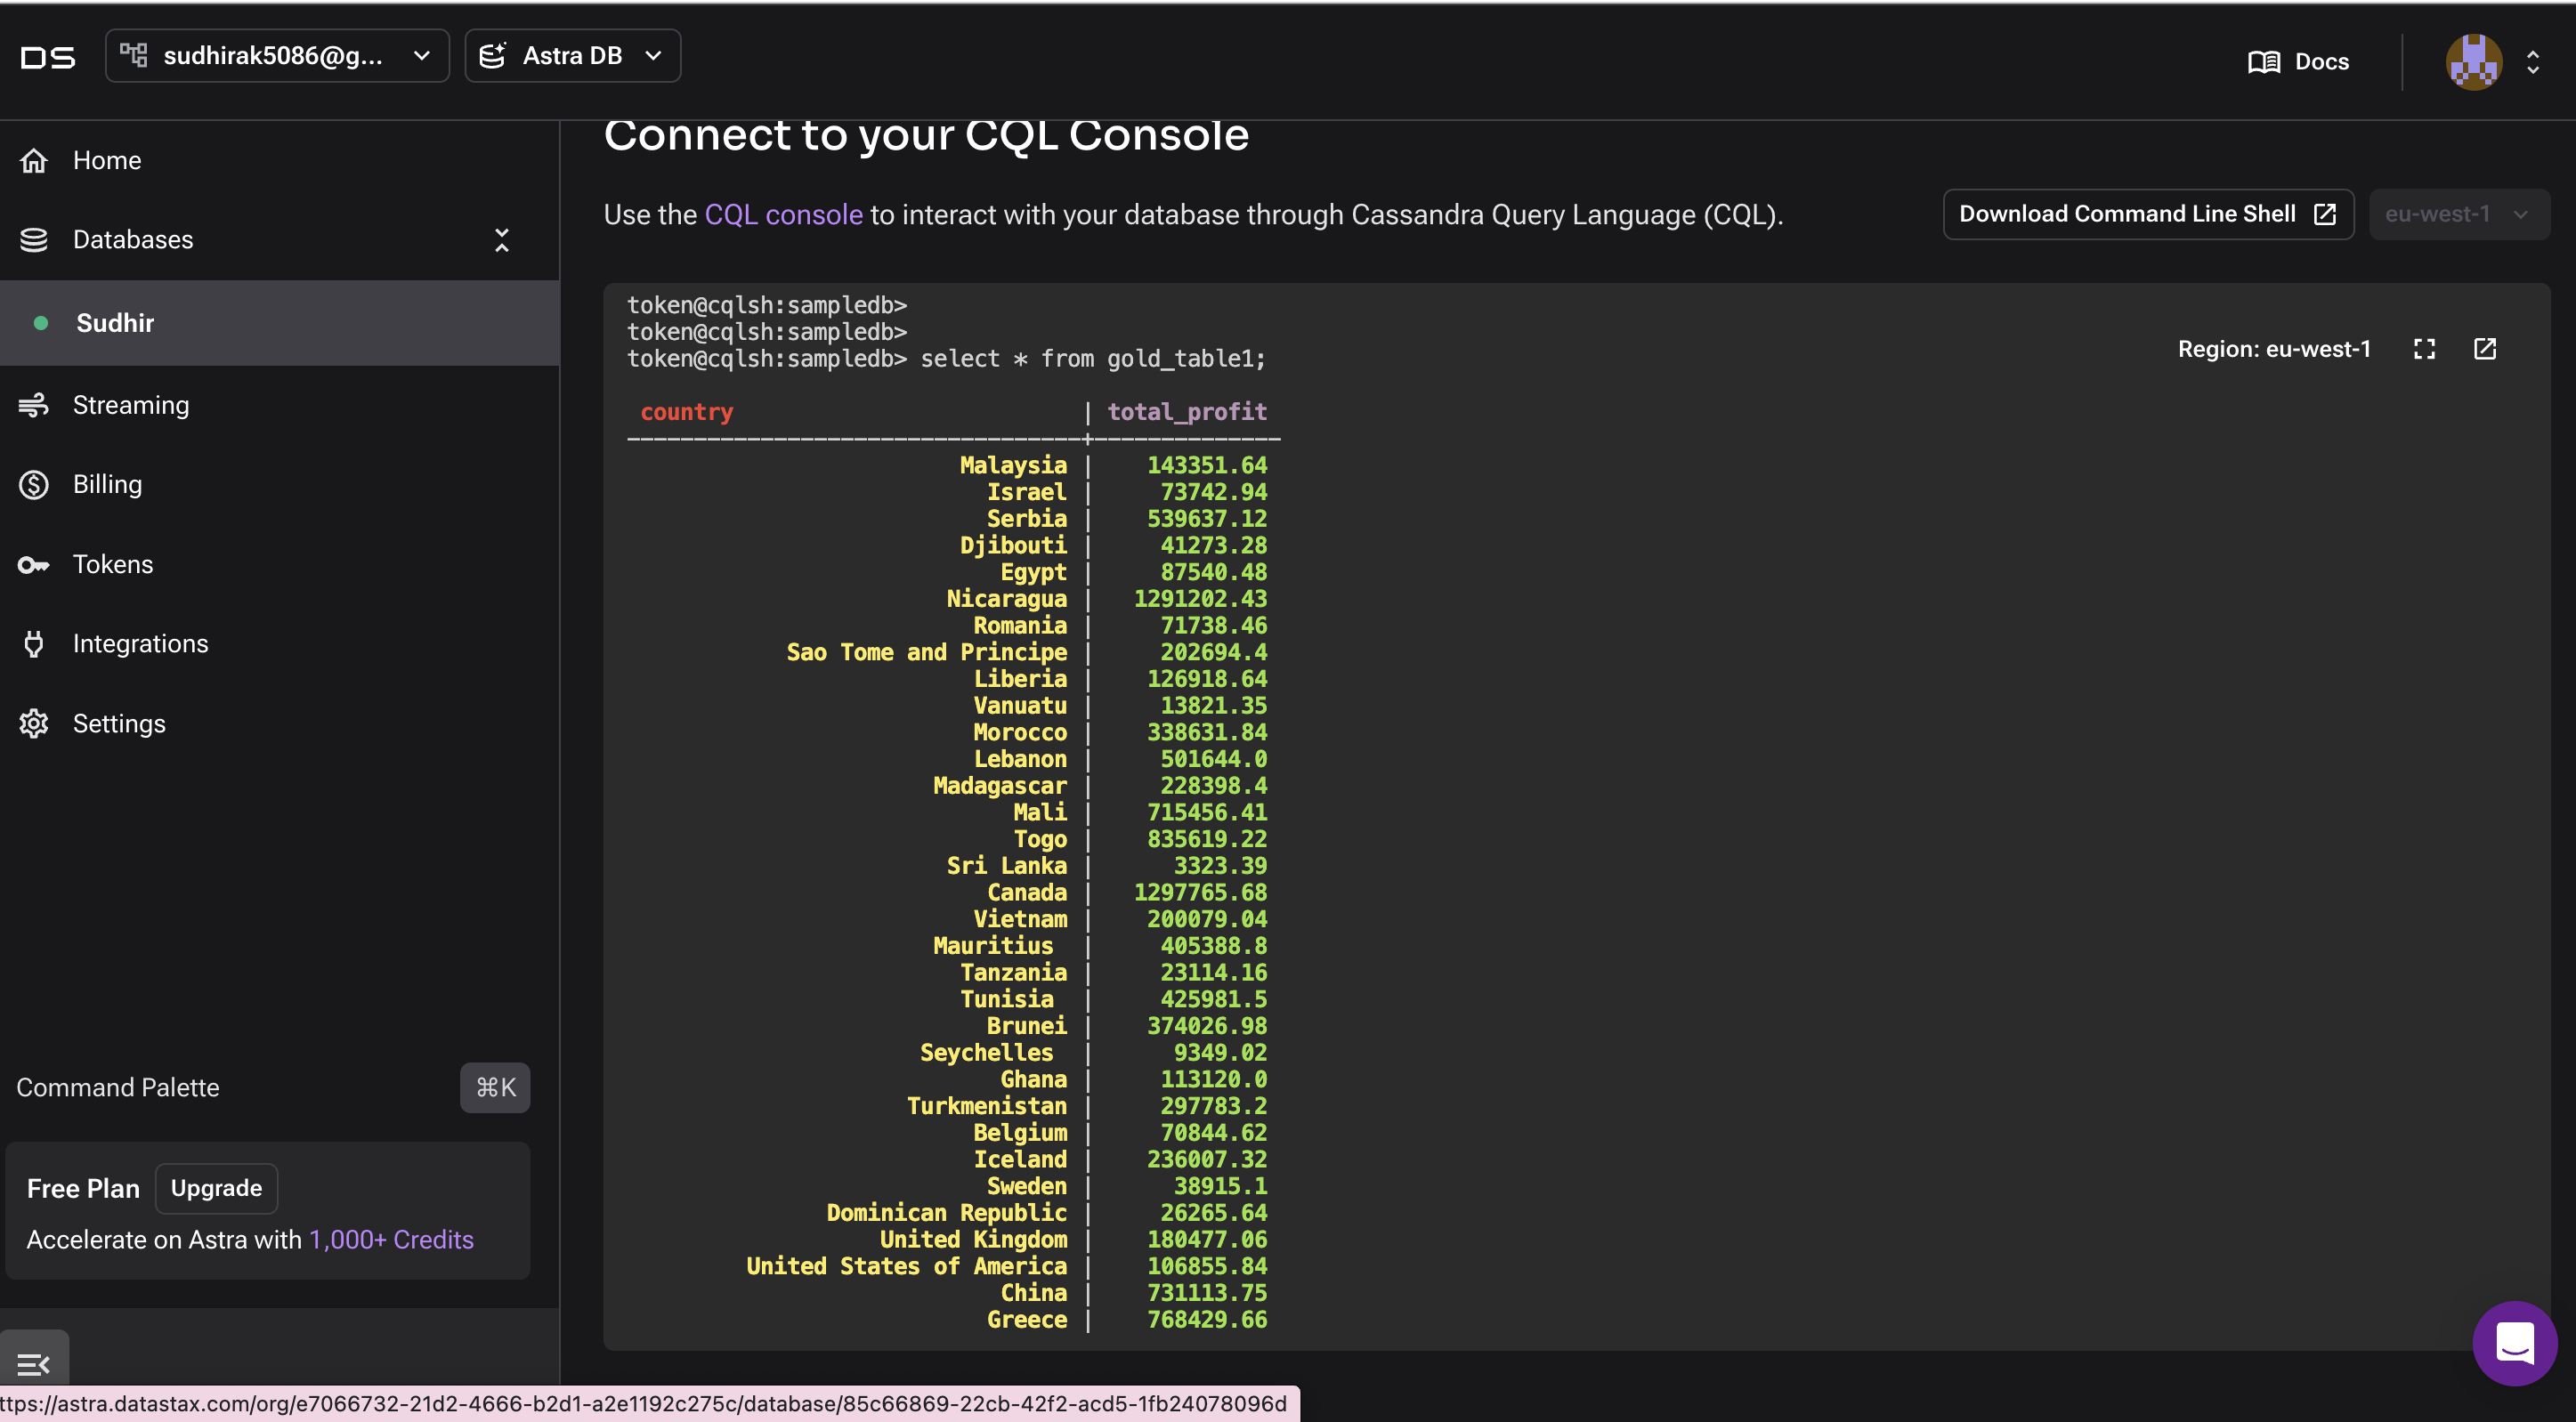 DS sudhirak5086@g... Astra DB Docs
Home
Databases
Sudhir
Streaming
Billing
Tokens
Integrations
Settings
Command Palette ⌘K
Free Plan Upgrade
Accelerate on Astra with 1,000+ Credits
Connect to your CQL Console
Use the CQL console to interact with your database through Cassandra Query Language (CQL).
Download Command Line Shell eu-west-1
token@cqlsh:sampledb>
token@cqlsh:sampledb>
token@cqlsh:sampledb> select * from gold_table1;
Region: eu-west-1
country | total_profit
---------------------------------+--------------
Malaysia | 143351.64
Israel | 73742.94
Serbia | 539637.12
Djibouti | 41273.28
Egypt | 87540.48
Nicaragua | 1291202.43
Romania | 71738.46
Sao Tome and Principe | 202694.4
Liberia | 126918.64
Vanuatu | 13821.35
Morocco | 338631.84
Lebanon | 501644.0
Madagascar | 228398.4
Mali | 715456.41
Togo | 835619.22
Sri Lanka | 3323.39
Canada | 1297765.68
Vietnam | 200079.04
Mauritius | 405388.8
Tanzania | 23114.16
Tunisia | 425981.5
Brunei | 374026.98
Seychelles | 9349.02
Ghana | 113120.0
Turkmenistan | 297783.2
Belgium | 70844.62
Iceland | 236007.32
Sweden | 38915.1
Dominican Republic | 26265.64
United Kingdom | 180477.06
United States of America | 106855.84
China | 731113.75
Greece | 768429.66
ttps://astra.datastax.com/org/e7066732-21d2-4666-b2d1-a2e1192c275c/database/85c66869-22cb-42f2-acd5-1fb24078096d